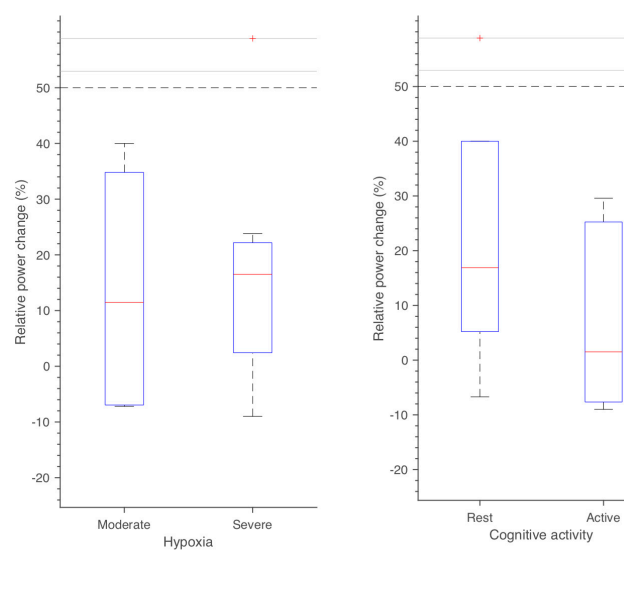 50
40
30
20
10
0
-10
-20
Relative power change (%)
Moderate
Severe
Hypoxia
50
40
30
20
10
0
-10
-20
Relative power change (%)
Rest
Active
Cognitive activity